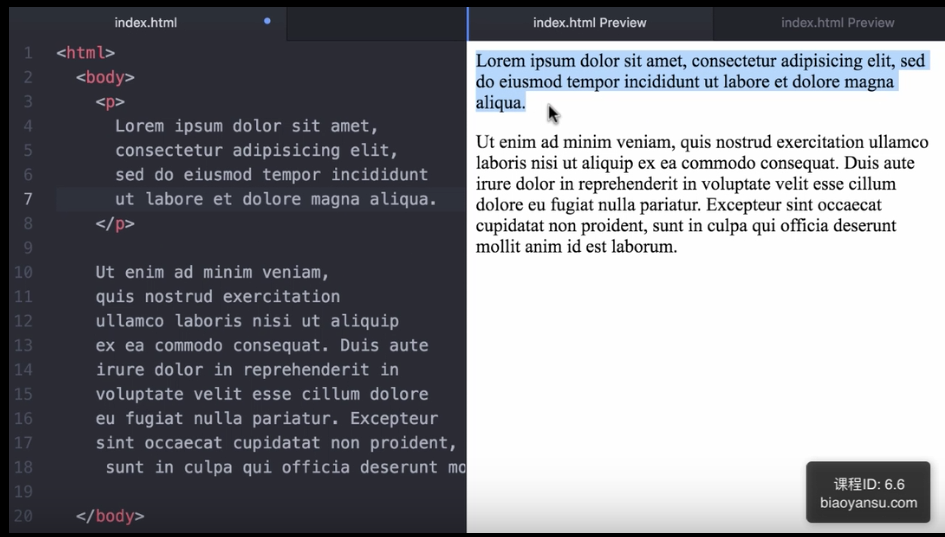 index.html
index.html Preview
index.html Preview
1 <html>
2 <body>
3 <p>
4 Lorem ipsum dolor sit amet,
5 consectetur adipisicing elit,
6 sed do eiusmod tempor incididunt
7 ut labore et dolore magna aliqua.
8 </p>
9
10 Ut enim ad minim veniam,
11 quis nostrud exercitation
12 ullamco laboris nisi ut aliquip
13 ex ea commodo consequat. Duis aute
14 irure dolor in reprehenderit in
15 voluptate velit esse cillum dolore
16 eu fugiat nulla pariatur. Excepteur
17 sint occaecat cupidatat non proident,
18 sunt in culpa qui officia deserunt mo
19
20 </body>
Lorem ipsum dolor sit amet, consectetur adipisicing elit, sed
do eiusmod tempor incididunt ut labore et dolore magna
aliqua.
Ut enim ad minim veniam, quis nostrud exercitation ullamco
laboris nisi ut aliquip ex ea commodo consequat. Duis aute
irure dolor in reprehenderit in voluptate velit esse cillum
dolore eu fugiat nulla pariatur. Excepteur sint occaecat
cupidatat non proident, sunt in culpa qui officia deserunt
mollit anim id est laborum.
课程ID: 6.6
biaoyansu.com